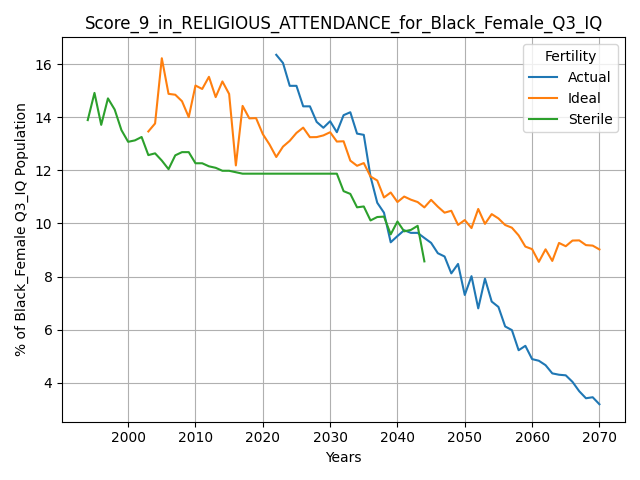 Score_9_in_RELIGIOUS_ATTENDANCE_for_Black_Female_Q3_IQ
Fertility
Actual
Ideal
Sterile
% of Black_Female Q3_IQ Population
16
14
12
10
8
6
4
2000 2010 2020 2030 2040 2050 2060 2070
Years